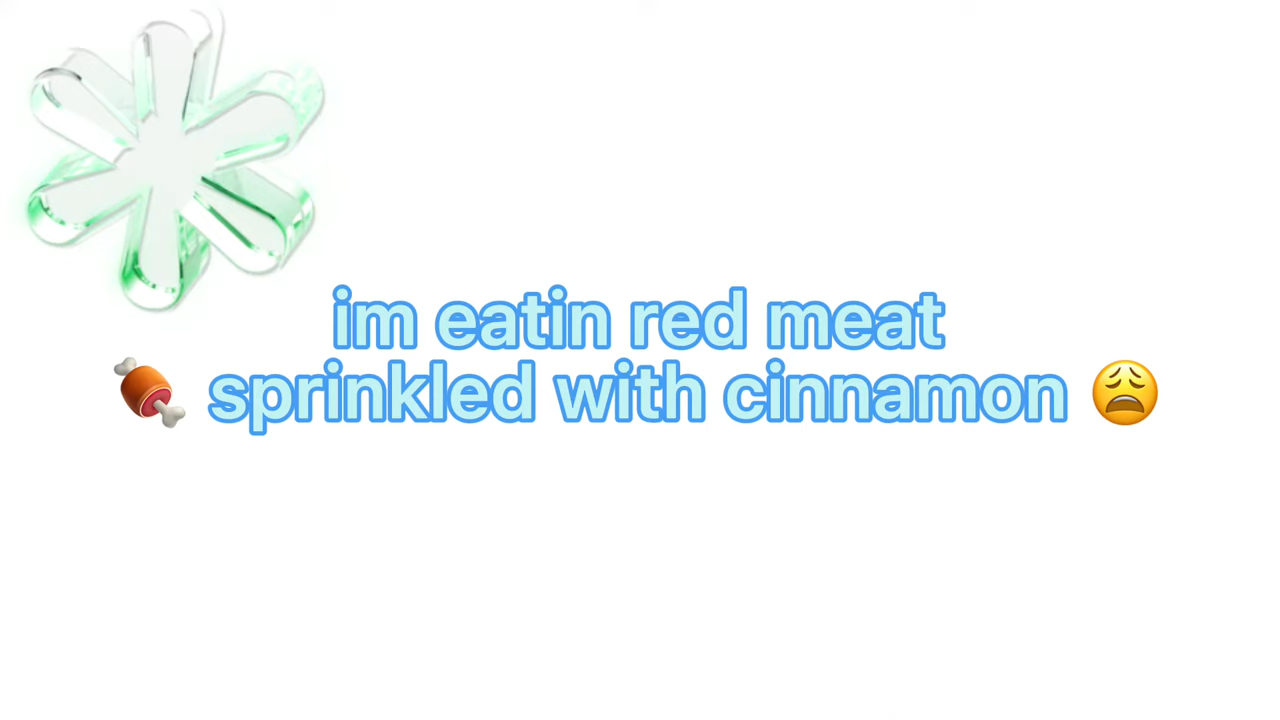 im eatin red meat
🍖 sprinkled with cinnamon 😩